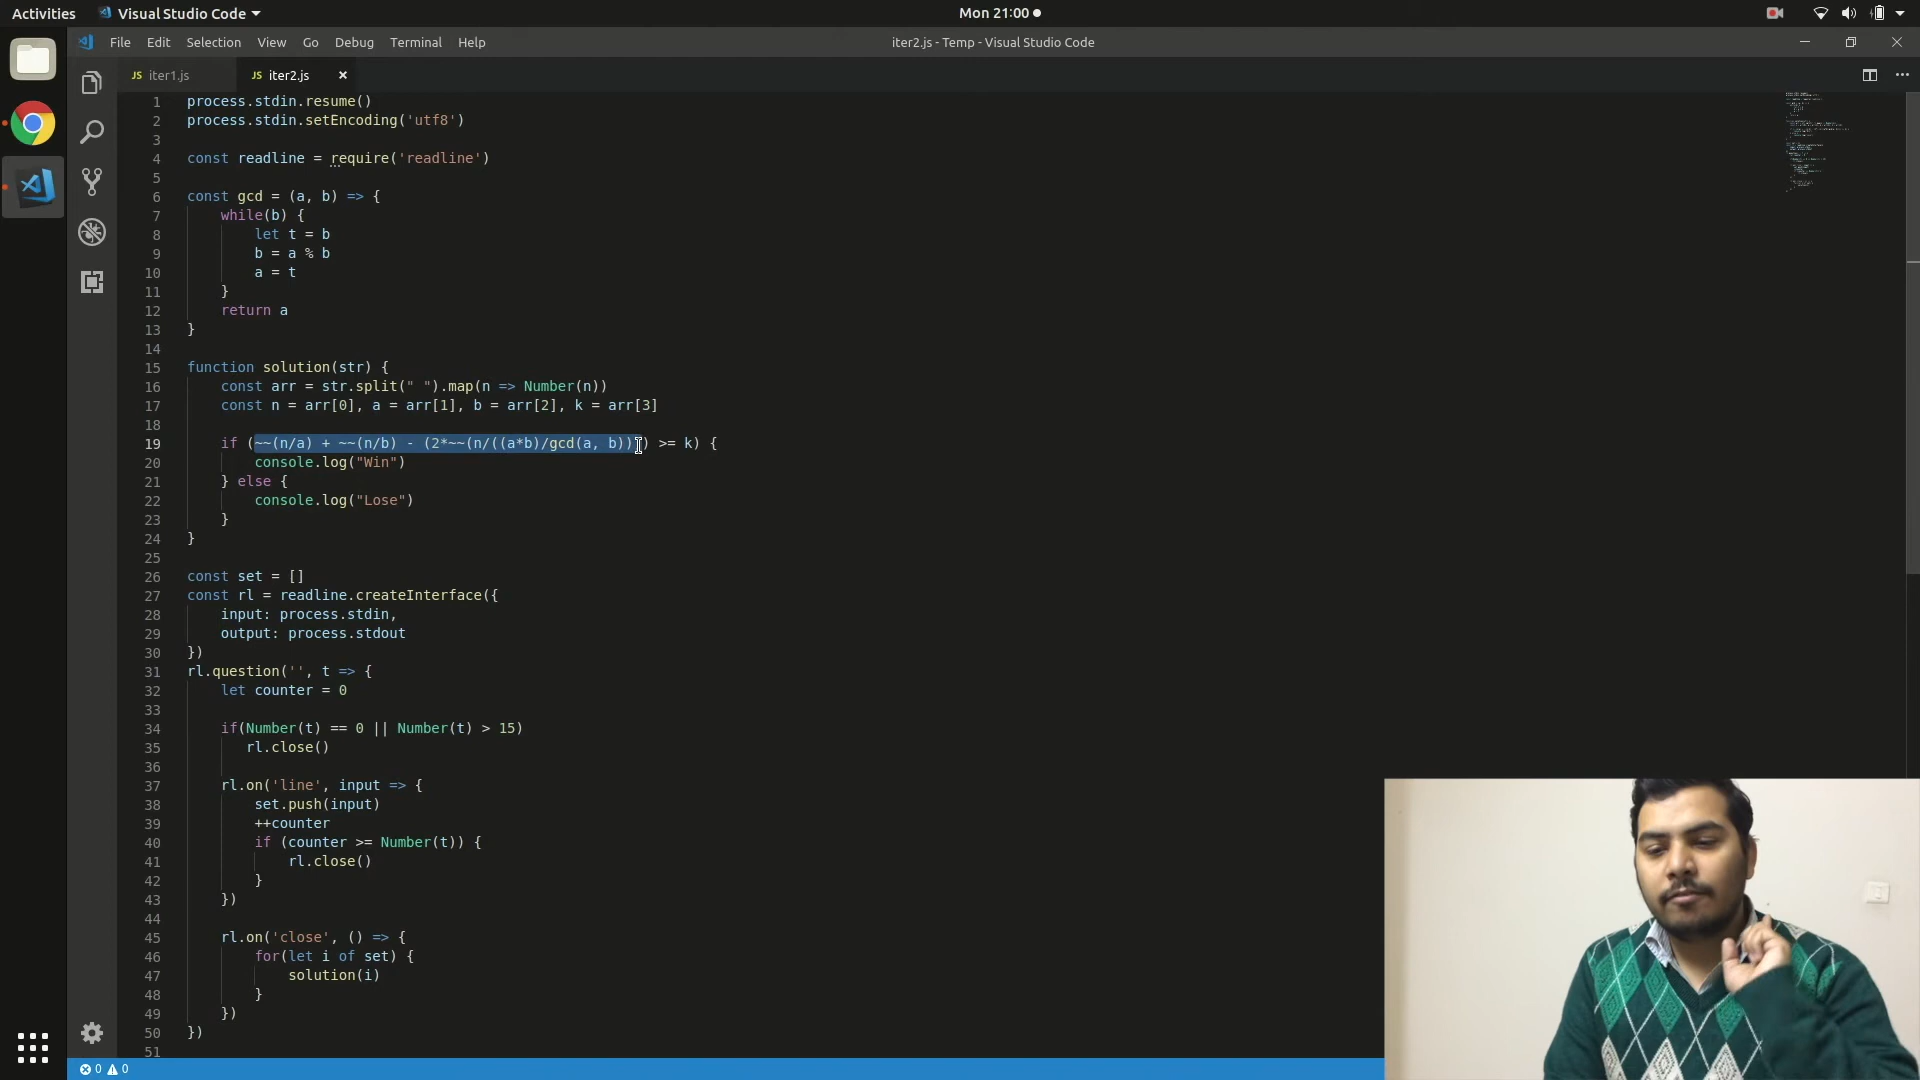 Activities Visual Studio Code Mon 21:00
File Edit Selection View Go Debug Terminal Help iter2.js - Temp - Visual Studio Code
JS iter1.js JS iter2.js
1 process.stdin.resume()
2 process.stdin.setEncoding('utf8')
3
4 const readline = require('readline')
5
6 const gcd = (a, b) => {
7 while(b) {
8 let t = b
9 b = a % b
10 a = t
11 }
12 return a
13 }
14
15 function solution(str) {
16 const arr = str.split(" ").map(n => Number(n))
17 const n = arr[0], a = arr[1], b = arr[2], k = arr[3]
18
19 if (~~(n/a) + ~~(n/b) - (2*~~(n/((a*b)/gcd(a, b)))) >= k) {
20 console.log("Win")
21 } else {
22 console.log("Lose")
23 }
24 }
25
26 const set = []
27 const rl = readline.createInterface({
28 input: process.stdin,
29 output: process.stdout
30 })
31 rl.question('', t => {
32 let counter = 0
33
34 if(Number(t) == 0 || Number(t) > 15)
35 rl.close()
36
37 rl.on('line', input => {
38 set.push(input)
39 ++counter
40 if (counter >= Number(t)) {
41 rl.close()
42 }
43 })
44
45 rl.on('close', () => {
46 for(let i of set) {
47 solution(i)
48 }
49 })
50 })
51
0 0